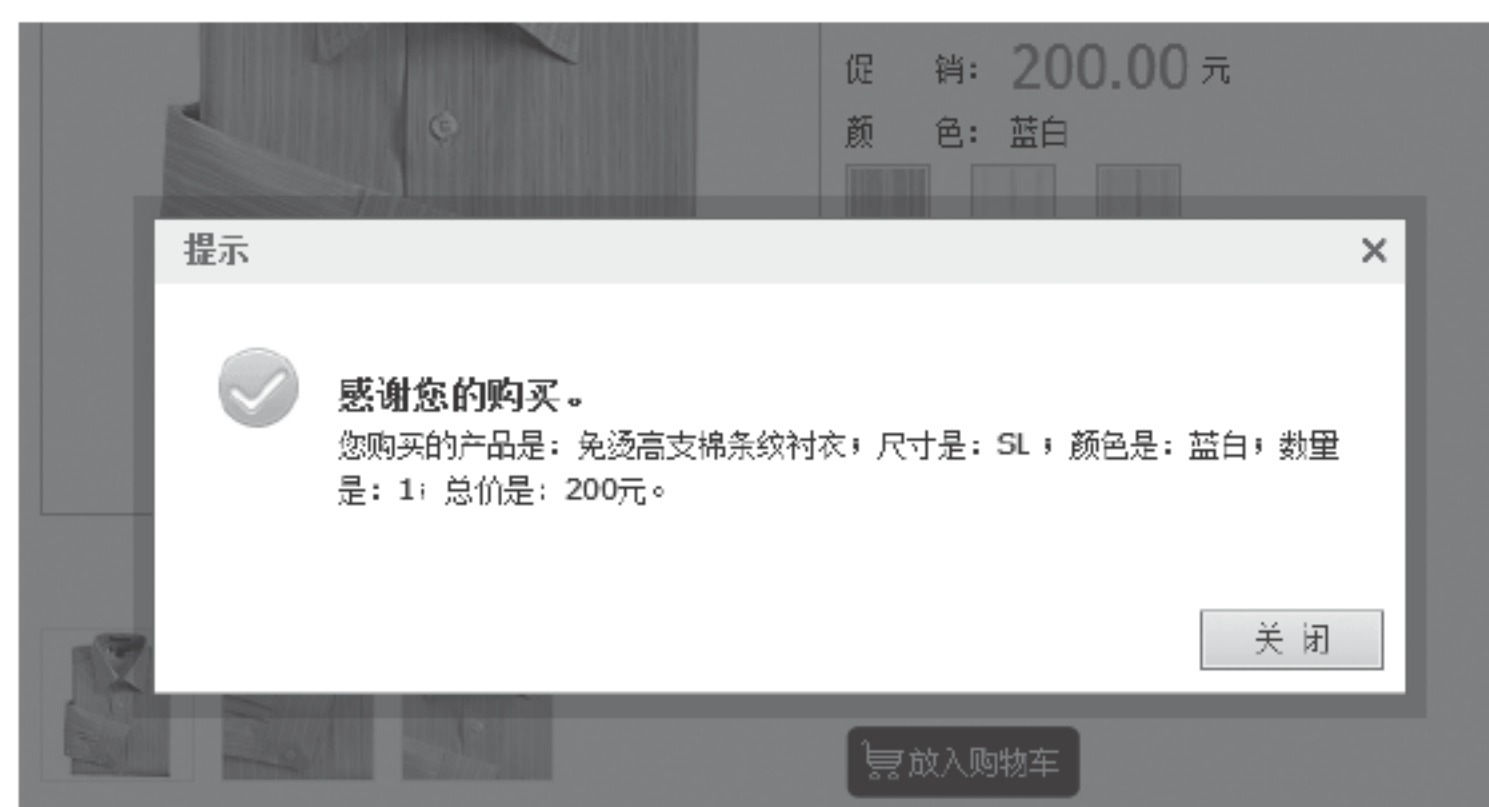 促 销：200.00 元
颜 色：蓝白
提示
感谢您的购买。
您购买的产品是：免烫高支棉条纹衬衣；尺寸是：SL；颜色是：蓝白；数量
是：1；总价是：200元。
关 闭
放入购物车